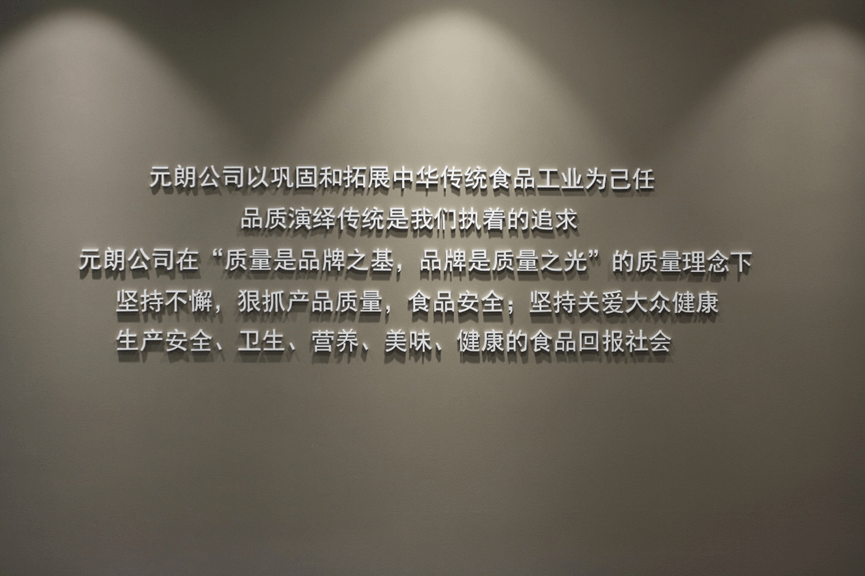 元朗公司以巩固和拓展中华传统食品工业为己任
品质演绎传统是我们执着的追求
元朗公司在“质量是品牌之基，品牌是质量之光”的质量理念下
坚持不懈，狠抓产品质量，食品安全；坚持关爱大众健康
生产安全、卫生、营养、美味、健康的食品回报社会